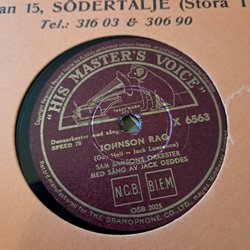 an 15, SÖDERTÄLJE (Stora T
Tel.: 316 03 & 306 90
"HIS MASTER'S VOICE"
Dansorkester med sång
SPEED 78
X 6563
JOHNSON RAG
(Guy Hall - Jack Lawrence)
SAM SAMSONS ORKESTER
MED SÅNG AV JACK GEDDES
N.C.B.
B.I.E.M.
OSB 2025
THE GRAMOPHONE CO., LTD.